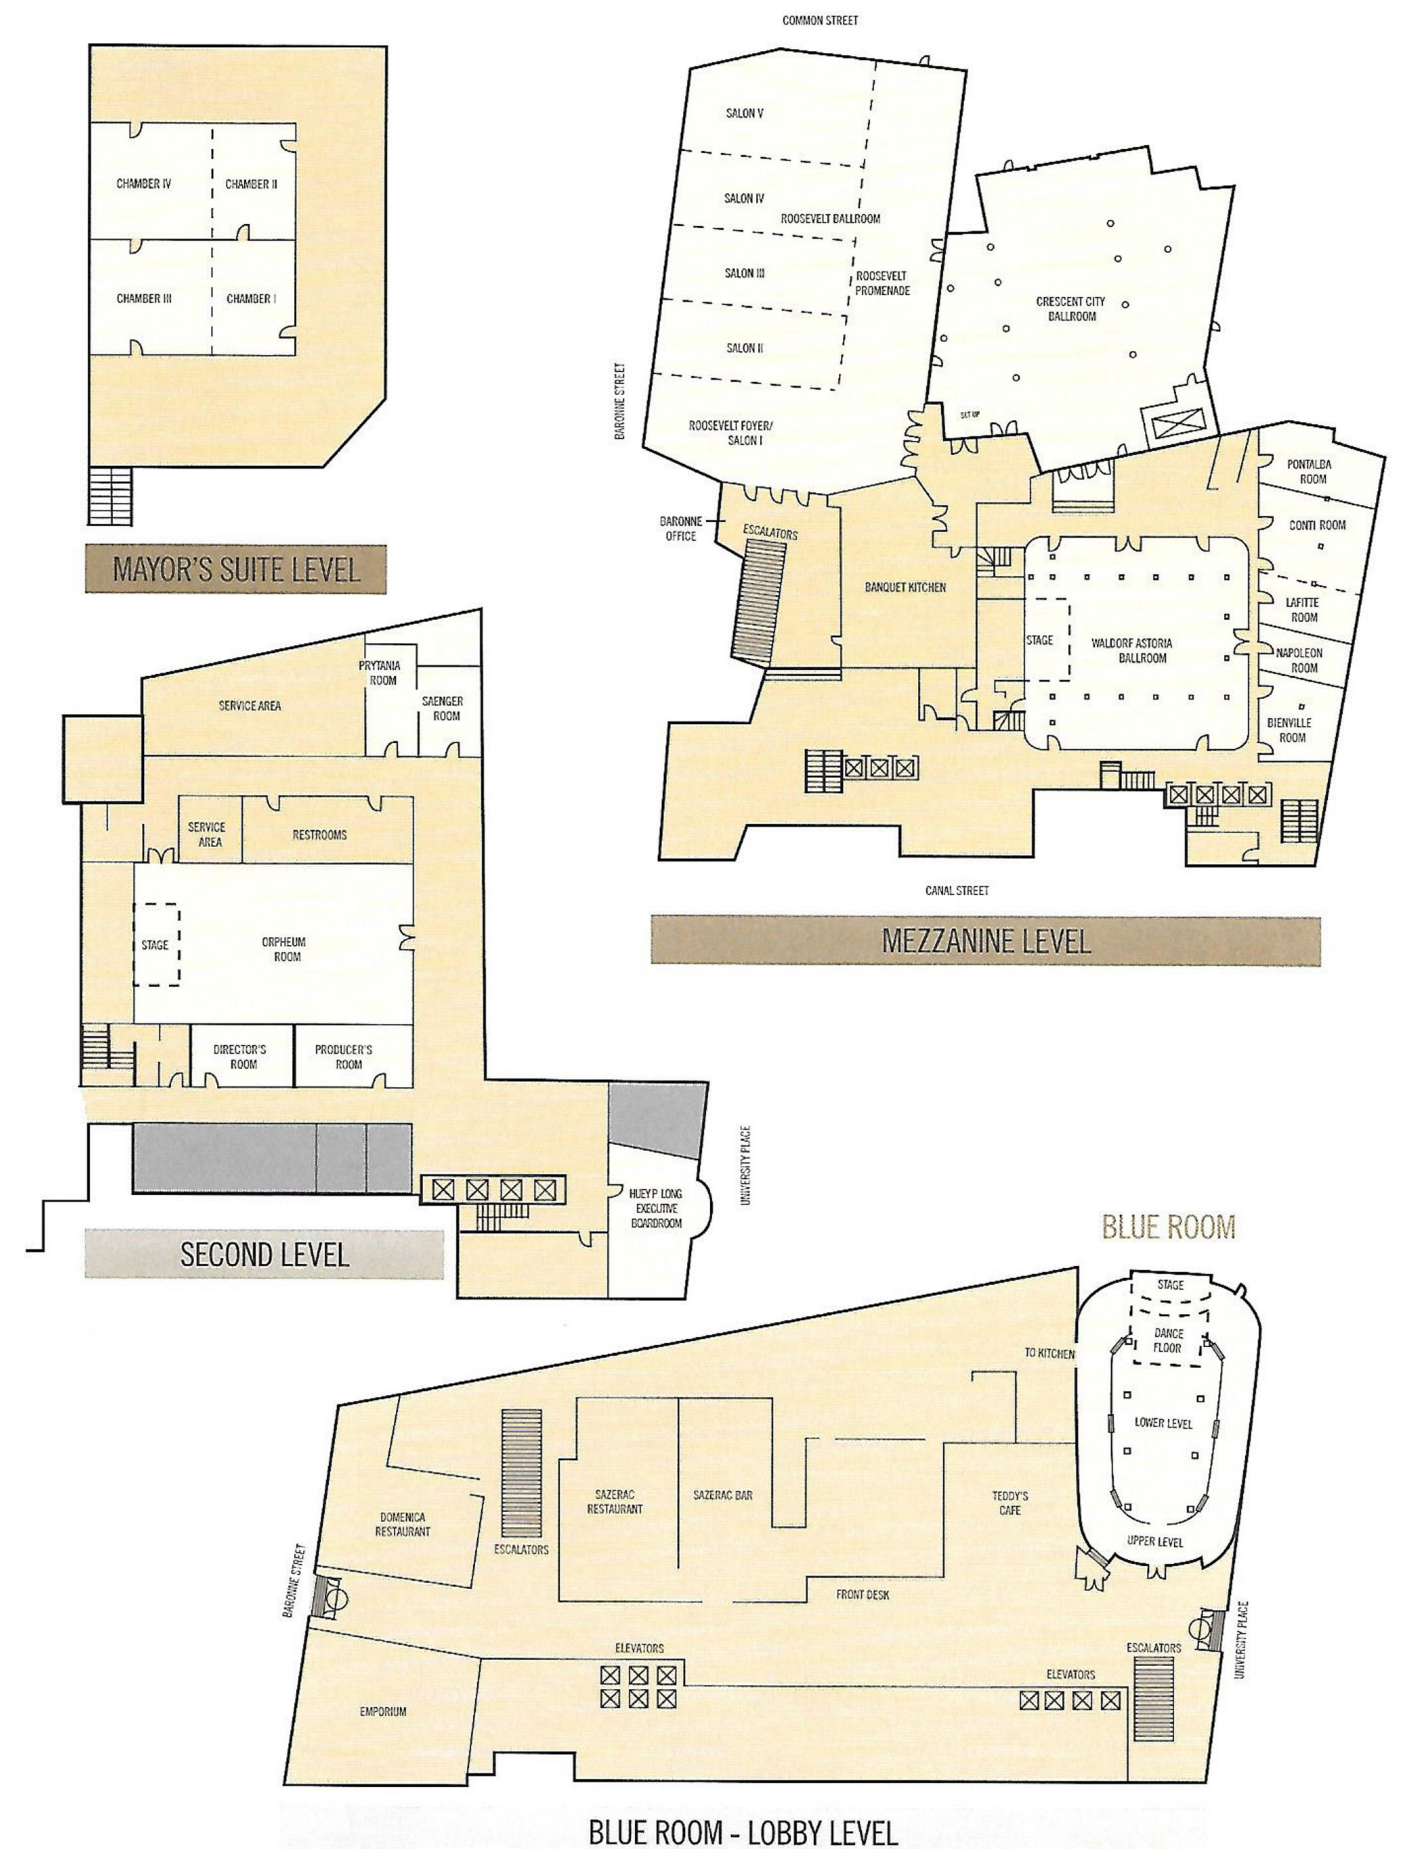 CHAMBER IV
CHAMBER II
CHAMBER III
CHAMBER I
MAYOR'S SUITE LEVEL
COMMON STREET
SALON V
SALON IV
ROOSEVELT BALLROOM
SALON III
ROOSEVELT
PROMENADE
SALON II
ROOSEVELT FOYER/
SALON I
BARONNE STREET
CRESCENT CITY
BALLROOM
SET UP
BARONNE
OFFICE
ESCALATORS
BANQUET KITCHEN
STAGE
WALDORF ASTORIA
BALLROOM
PONTALBA
ROOM
CONTI ROOM
LAFITTE
ROOM
NAPOLEON
ROOM
BIENVILLE
ROOM
CANAL STREET
MEZZANINE LEVEL
SERVICE AREA
PRYTANIA
ROOM
SAENGER
ROOM
SERVICE
AREA
RESTROOMS
STAGE
ORPHEUM
ROOM
DIRECTOR'S
ROOM
PRODUCER'S
ROOM
HUEY P. LONG
EXECUTIVE
BOARDROOM
UNIVERSITY PLACE
SECOND LEVEL
BLUE ROOM
STAGE
DANCE
FLOOR
TO KITCHEN
LOWER LEVEL
UPPER LEVEL
DOMENICA
RESTAURANT
ESCALATORS
SAZERAC
RESTAURANT
SAZERAC BAR
TEDDY'S
CAFE
FRONT DESK
BARONNE STREET
EMPORIUM
ELEVATORS
ELEVATORS
ESCALATORS
UNIVERSITY PLACE
BLUE ROOM - LOBBY LEVEL